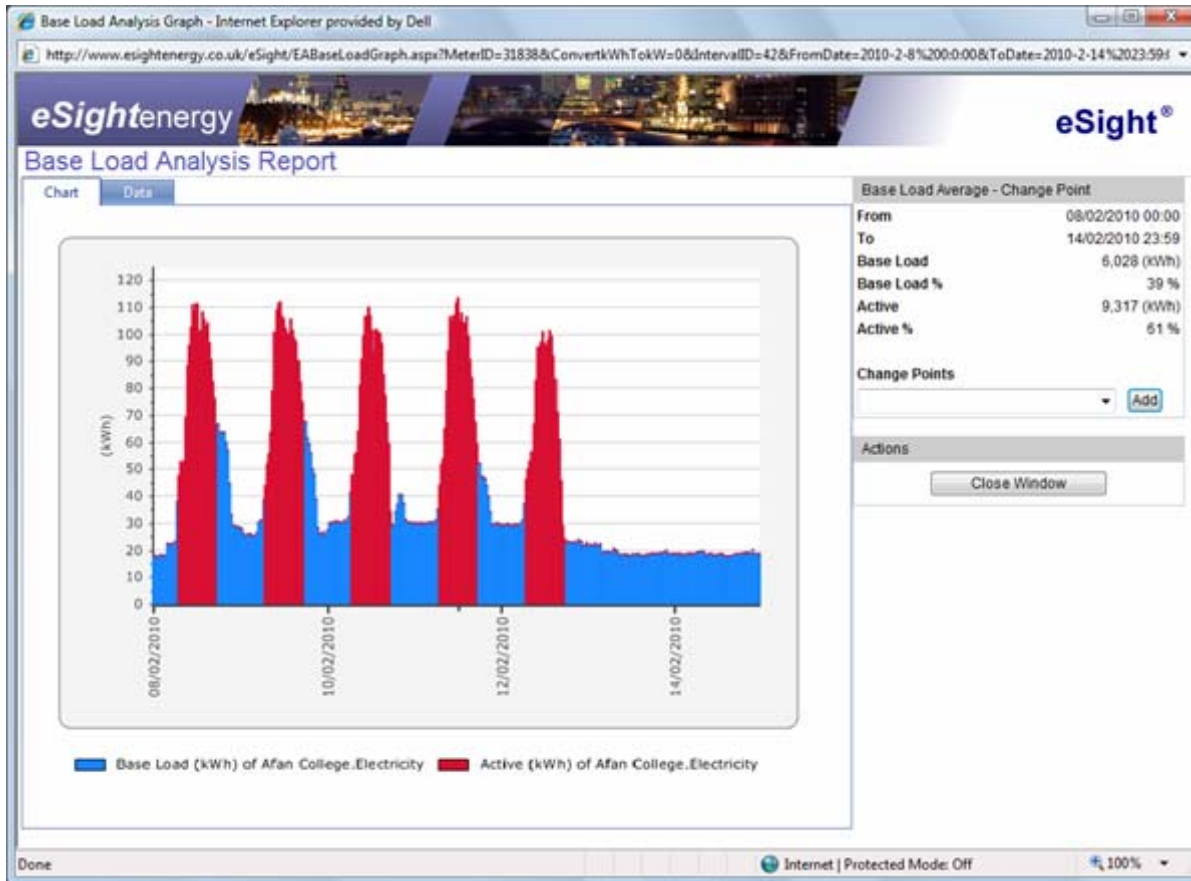 Base Load Analysis Graph - Internet Explorer provided by Dell
http://www.esightenergy.co.uk/eSight/EABaseLoadGraph.aspx?MeterID=31838&ConvertkWhTokW=0&IntervalID=42&FromDate=2010-2-8%200:0:00&ToDate=2010-2-14%2023:59:
eSightenergy
eSight®
Base Load Analysis Report
Chart
Data
120
110
100
90
80
70
60
50
40
30
20
10
0
(kWh)
08/02/2010
10/02/2010
12/02/2010
14/02/2010
Base Load (kWh) of Afan College.Electricity
Active (kWh) of Afan College.Electricity
Base Load Average - Change Point
From 08/02/2010 00:00
To 14/02/2010 23:59
Base Load 6,028 (kWh)
Base Load % 39 %
Active 9,317 (kWh)
Active % 61 %
Change Points
Add
Actions
Close Window
Done
Internet | Protected Mode: Off
100%